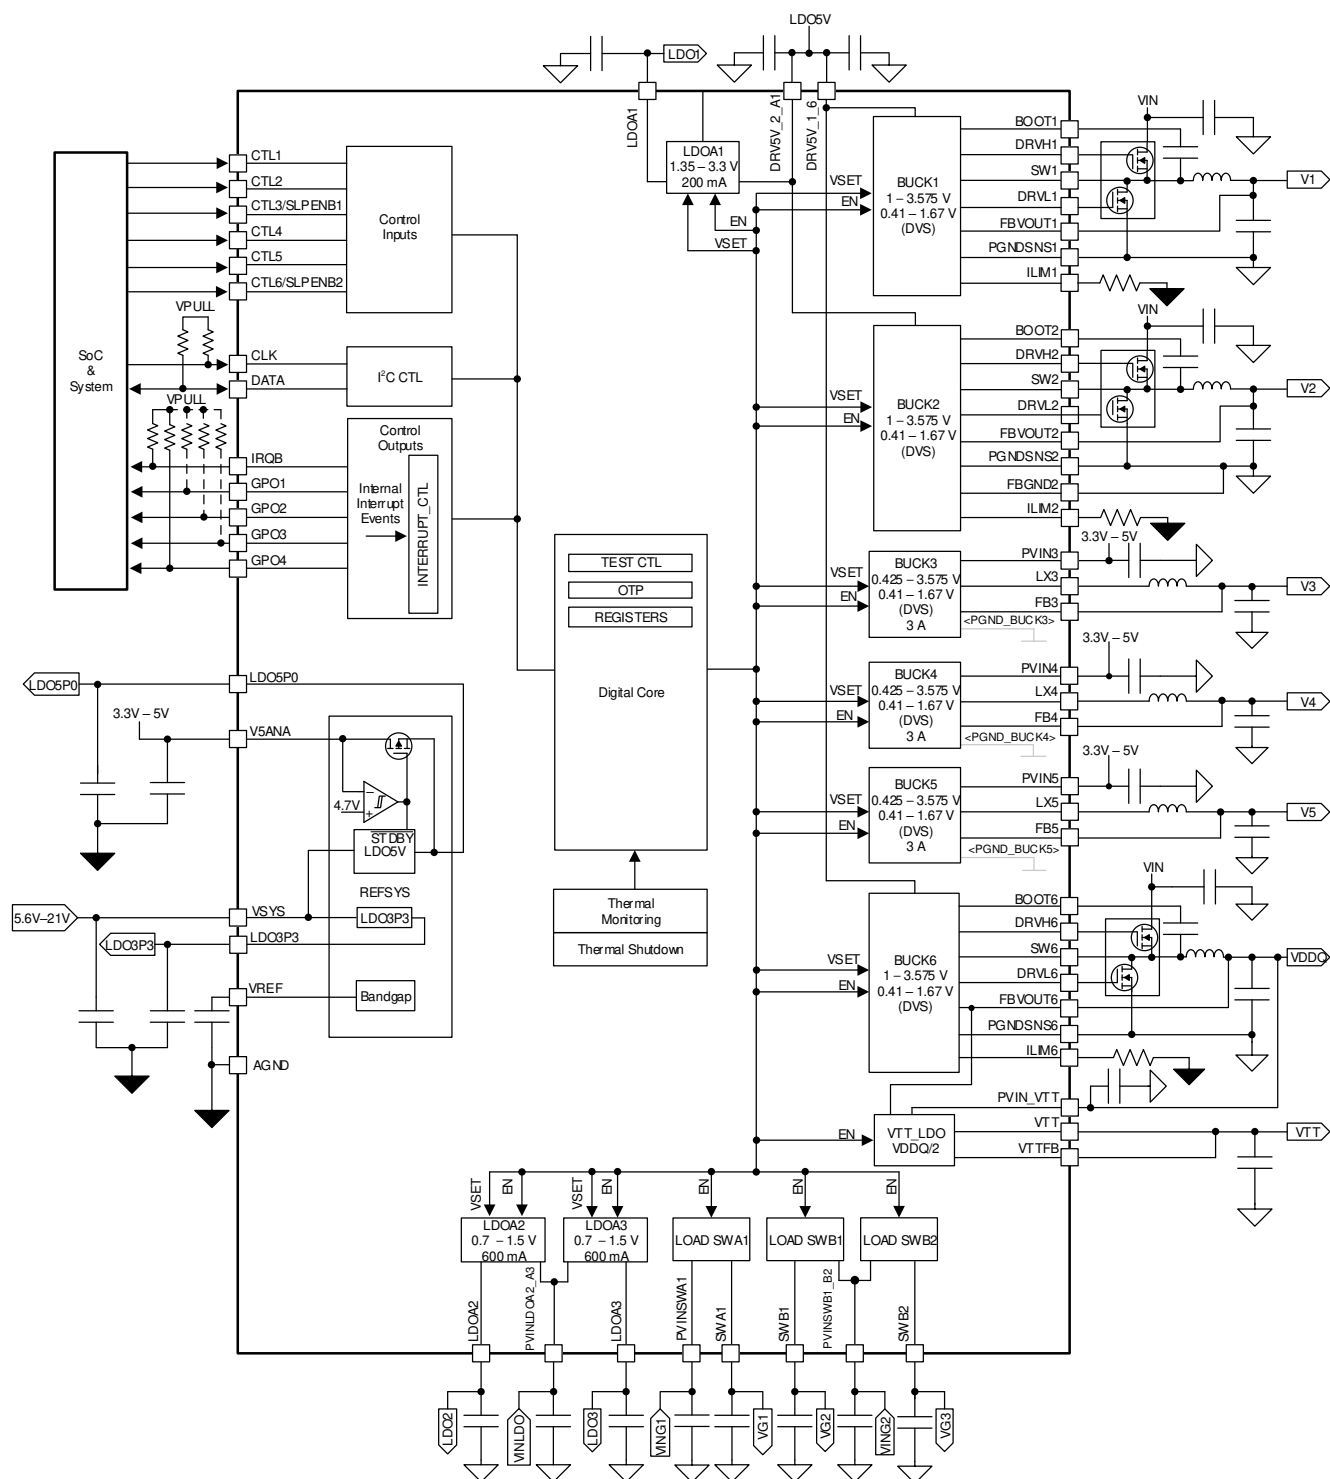 LDO5V
LDO1
LDOA1
DRV5V_2_A1
DRV5V_1_6
LDOA1
1.35 – 3.3 V
200 mA
EN
VSET
SoC
&
System
CTL1
CTL2
CTL3/SLPENB1
CTL4
CTL5
CTL6/SLPENB2
Control
Inputs
VPULL
CLK
DATA
I²C CTL
VPULL
IRQB
GPO1
GPO2
GPO3
GPO4
Control
Outputs
Internal
Interrupt
Events
INTERRUPT_CTL
TEST CTL
OTP
REGISTERS
Digital Core
Thermal
Monitoring
Thermal Shutdown
LDO5P0
LDO5P0
3.3V – 5V
V5ANA
4.7V
STDBY
LDO5V
REFSYS
5.6V–21V
VSYS
LDO3P3
LDO3P3
LDO3P3
VREF
Bandgap
AGND
VSET
EN
BUCK1
1 – 3.575 V
0.41 – 1.67 V
(DVS)
BOOT1
DRVH1
SW1
DRVL1
FBVOUT1
PGNDSNS1
ILIM1
VIN
V1
VSET
EN
BUCK2
1 – 3.575 V
0.41 – 1.67 V
(DVS)
BOOT2
DRVH2
SW2
DRVL2
FBVOUT2
PGNDSNS2
FBGND2
ILIM2
VIN
V2
VSET
EN
BUCK3
0.425 – 3.575 V
0.41 – 1.67 V
(DVS)
3 A
PVIN3
LX3
FB3
<PGND_BUCK3>
3.3V – 5V
V3
VSET
EN
BUCK4
0.425 – 3.575 V
0.41 – 1.67 V
(DVS)
3 A
PVIN4
LX4
FB4
<PGND_BUCK4>
3.3V – 5V
V4
VSET
EN
BUCK5
0.425 – 3.575 V
0.41 – 1.67 V
(DVS)
3 A
PVIN5
LX5
FB5
<PGND_BUCK5>
3.3V – 5V
V5
VSET
EN
BUCK6
1 – 3.575 V
0.41 – 1.67 V
(DVS)
BOOT6
DRVH6
SW6
DRVL6
FBVOUT6
PGNDSNS6
ILIM6
VIN
VDDQ
EN
VTT_LDO
VDDQ/2
PVIN_VTT
VTT
VTTFB
VTT
VSET
EN
VSET
EN
EN
EN
EN
LDOA2
0.7 – 1.5 V
600 mA
LDOA3
0.7 – 1.5 V
600 mA
LOAD SWA1
LOAD SWB1
LOAD SWB2
LDOA2
PVINLDOA2_A3
LDOA3
PVINSWA1
SWA1
SWB1
PVINSWB1_B2
SWB2
LDO2
VINLDO
LDO3
VING1
VG1
VG2
VING2
VG3